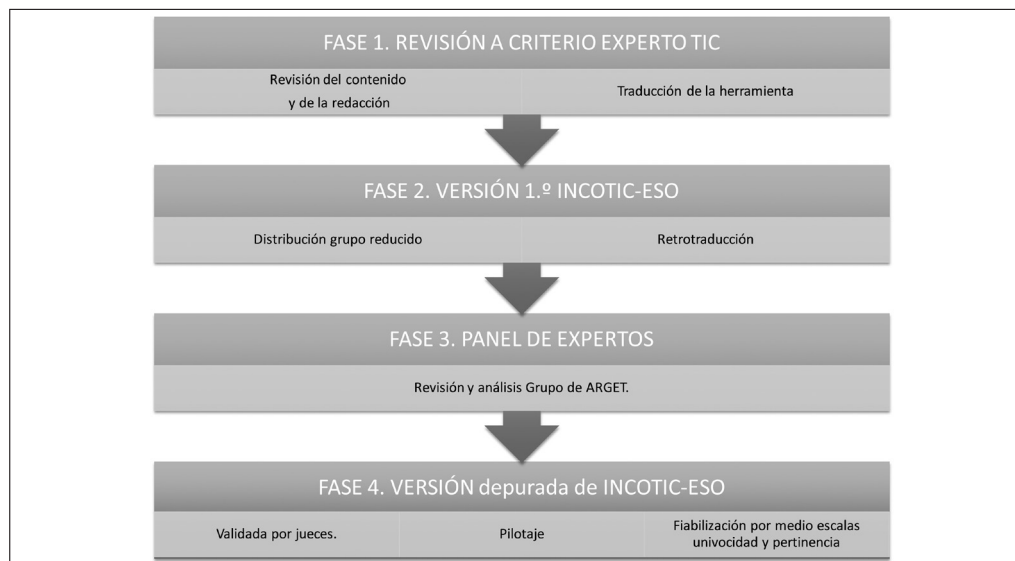 FASE 1. REVISIÓN A CRITERIO EXPERTO TIC
Revisión del contenido
y de la redacción
Traducción de la herramienta
FASE 2. VERSIÓN 1.º INCOTIC-ESO
Distribución grupo reducido
Retrotraducción
FASE 3. PANEL DE EXPERTOS
Revisión y análisis Grupo de ARGET.
FASE 4. VERSIÓN depurada de INCOTIC-ESO
Validada por jueces.
Pilotaje
Fiabilización por medio escalas
univocidad y pertinencia